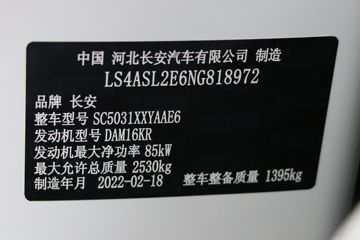 中国 河北长安汽车有限公司 制造
LS4ASL2E6NG818972
品牌 长安
整车型号 SC5031XXYAAE6
发动机型号 DAM16KR
发动机最大净功率 85kW
最大允许总质量 2530kg
制造年月 2022-02-18 整车整备质量 1395kg